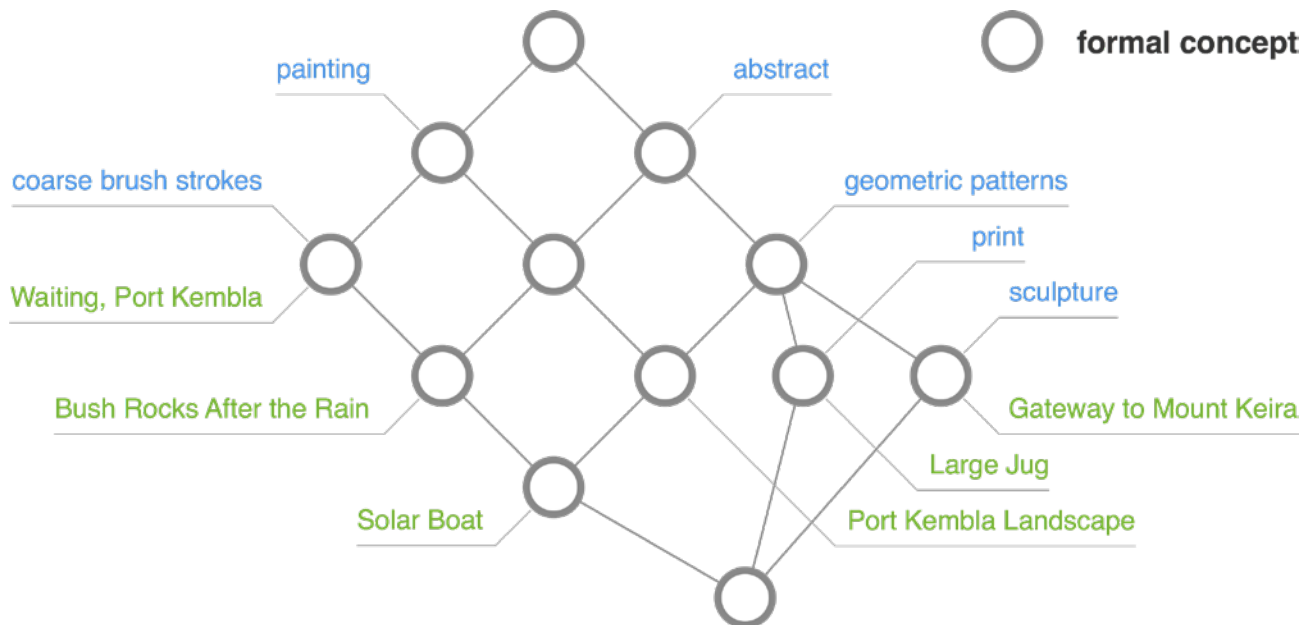 formal concept
painting
abstract
coarse brush strokes
geometric patterns
print
Waiting, Port Kembla
sculpture
Bush Rocks After the Rain
Gateway to Mount Keira
Large Jug
Solar Boat
Port Kembla Landscape